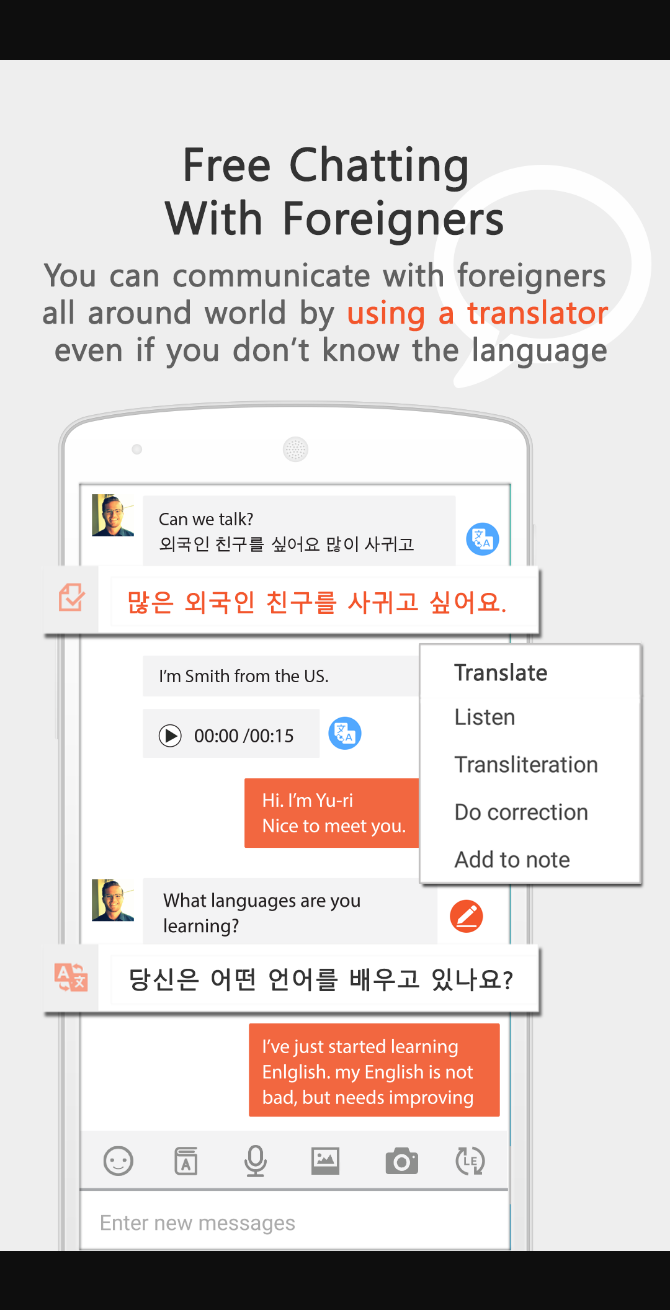 Free Chatting
With Foreigners
You can communicate with foreigners
all around world by using a translator
even if you don't know the language
Can we talk?
외국인 친구를 싶어요 많이 사귀고
많은 외국인 친구를 사귀고 싶어요.
I'm Smith from the US.
00:00 /00:15
Translate
Listen
Transliteration
Do correction
Add to note
Hi. I'm Yu-ri
Nice to meet you.
What languages are you
learning?
A 文
당신은 어떤 언어를 배우고 있나요?
I've just started learning
Enlglish. my English is not
bad, but needs improving
A
LE
Enter new messages